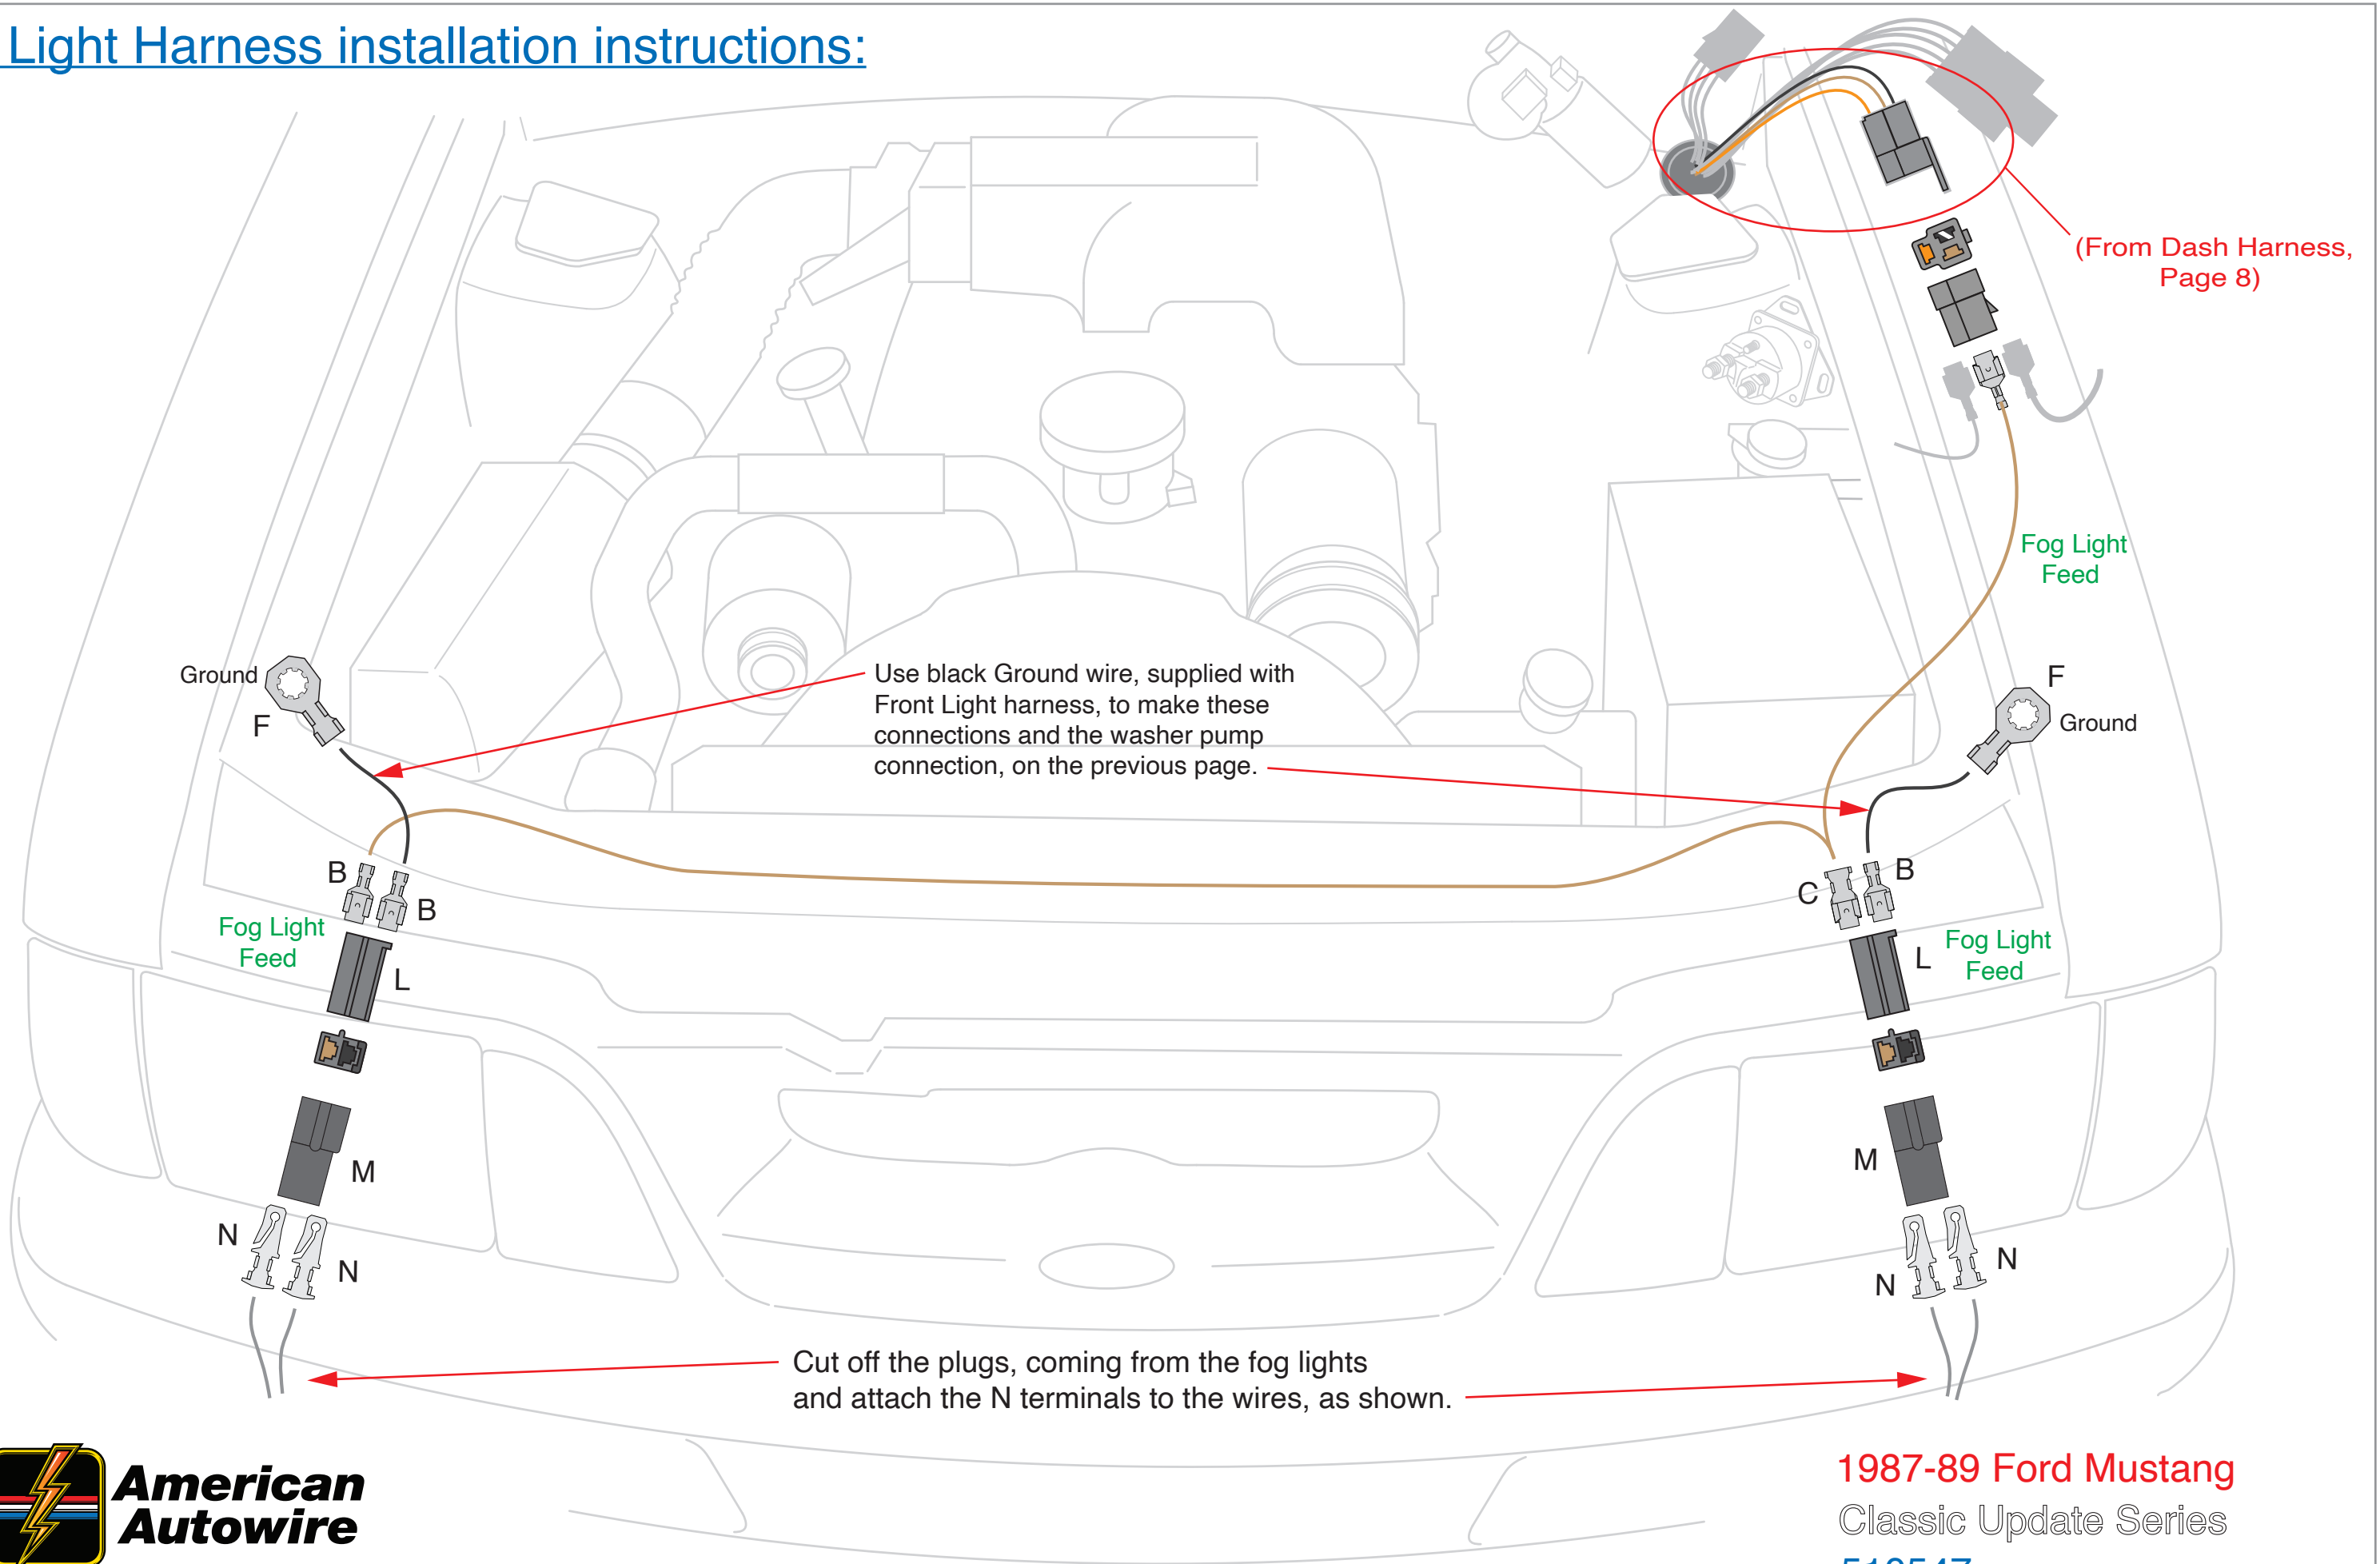 Light Harness installation instructions:
(From Dash Harness,
Page 8)
Fog Light
Feed
Ground
F
Use black Ground wire, supplied with
Front Light harness, to make these
connections and the washer pump
connection, on the previous page.
F
Ground
B
B
Fog Light
Feed
L
C
B
L
Fog Light
Feed
M
M
N
N
N
N
Cut off the plugs, coming from the fog lights
and attach the N terminals to the wires, as shown.
American
Autowire
1987-89 Ford Mustang
Classic Update Series
510547